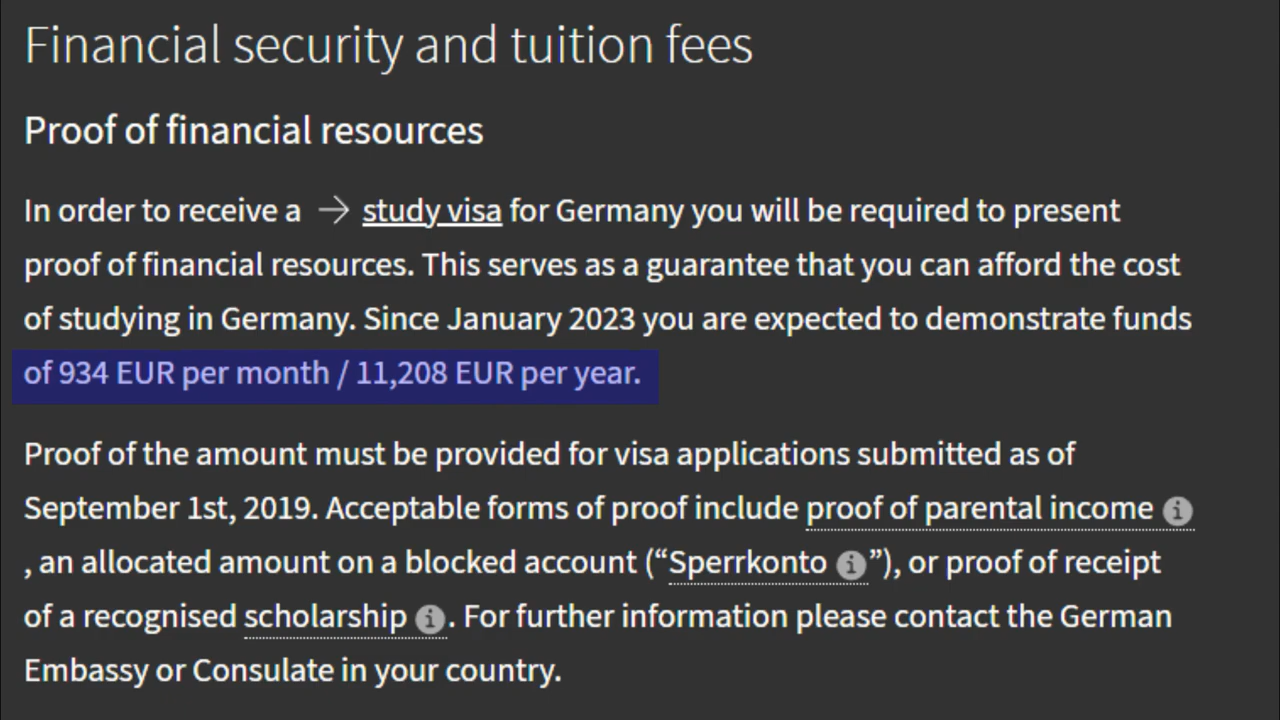 Financial security and tuition fees
Proof of financial resources
In order to receive a → study visa for Germany you will be required to present
proof of financial resources. This serves as a guarantee that you can afford the cost
of studying in Germany. Since January 2023 you are expected to demonstrate funds
of 934 EUR per month / 11,208 EUR per year.
Proof of the amount must be provided for visa applications submitted as of
September 1st, 2019. Acceptable forms of proof include proof of parental income i
, an allocated amount on a blocked account (“Sperrkonto i”), or proof of receipt
of a recognised scholarship i. For further information please contact the German
Embassy or Consulate in your country.